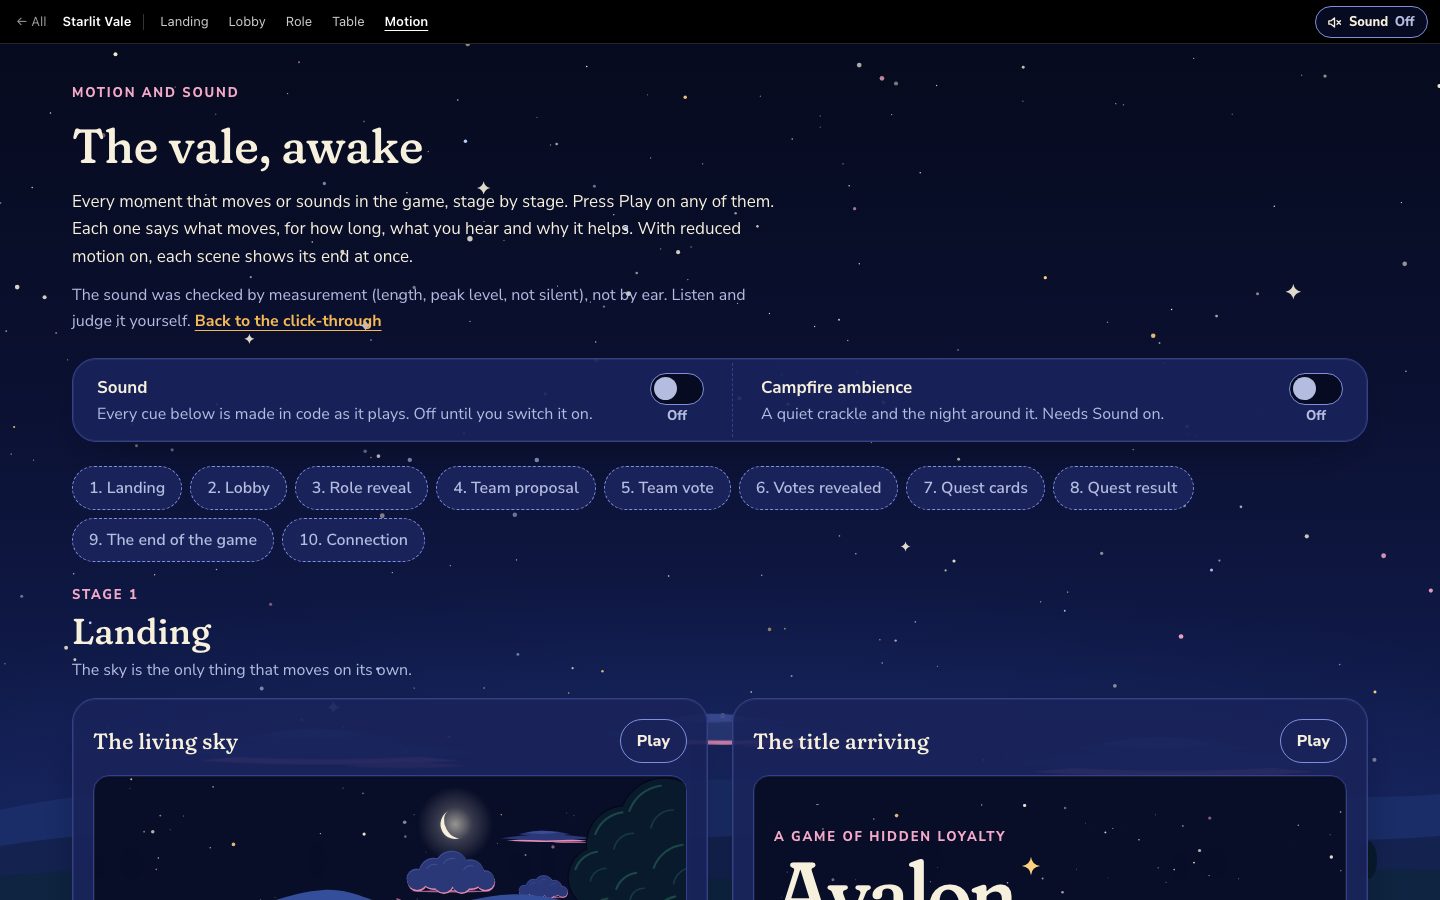 ← All Starlit Vale Landing Lobby Role Table Motion Sound Off
MOTION AND SOUND
The vale, awake
Every moment that moves or sounds in the game, stage by stage. Press Play on any of them.
Each one says what moves, for how long, what you hear and why it helps. With reduced
motion on, each scene shows its end at once.
The sound was checked by measurement (length, peak level, not silent), not by ear. Listen and
judge it yourself. Back to the click-through
Sound
Every cue below is made in code as it plays. Off until you switch it on.
Off
Campfire ambience
A quiet crackle and the night around it. Needs Sound on.
Off
1. Landing 2. Lobby 3. Role reveal 4. Team proposal 5. Team vote 6. Votes revealed 7. Quest cards 8. Quest result
9. The end of the game 10. Connection
STAGE 1
Landing
The sky is the only thing that moves on its own.
The living sky Play
The title arriving Play
A GAME OF HIDDEN LOYALTY
Avalon